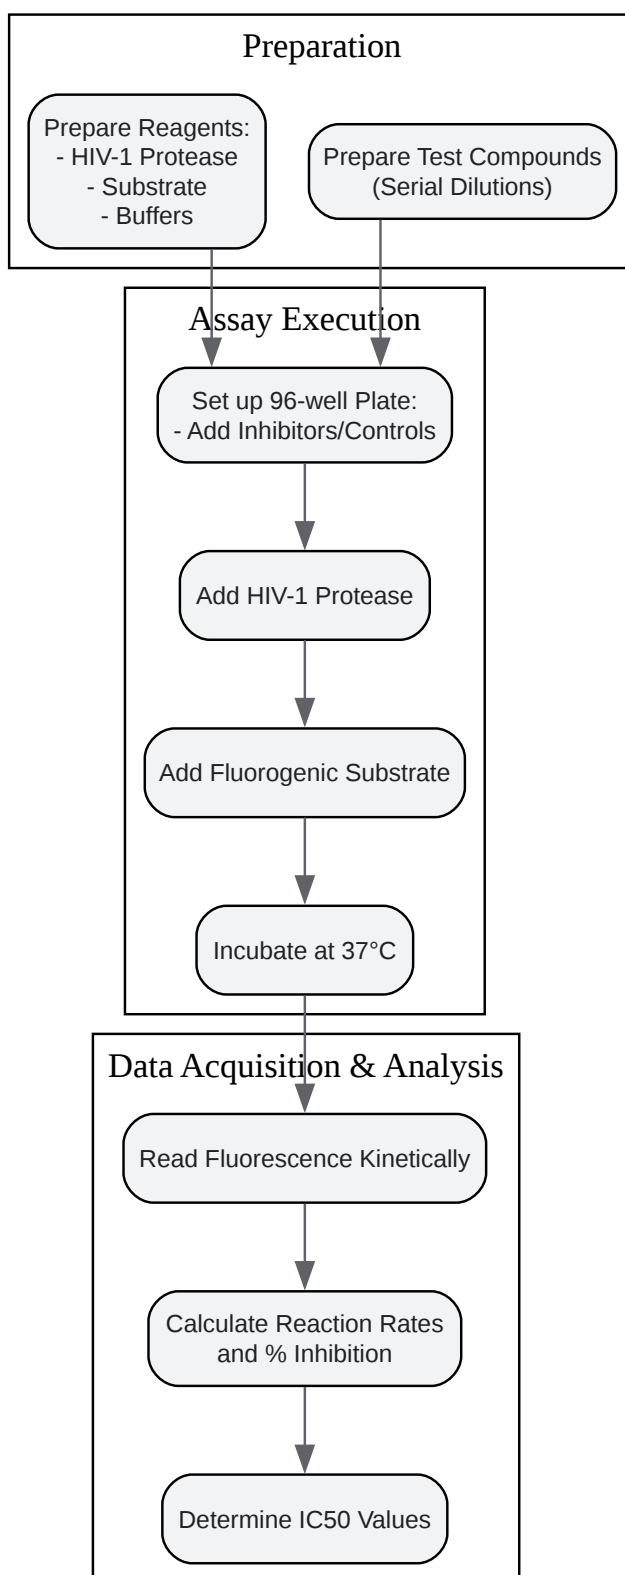 Preparation
Prepare Reagents:
- HIV-1 Protease
- Substrate
- Buffers
Prepare Test Compounds
(Serial Dilutions)
Assay Execution
Set up 96-well Plate:
- Add Inhibitors/Controls
Add HIV-1 Protease
Add Fluorogenic Substrate
Incubate at 37°C
Data Acquisition & Analysis
Read Fluorescence Kinetically
Calculate Reaction Rates
and % Inhibition
Determine IC50 Values